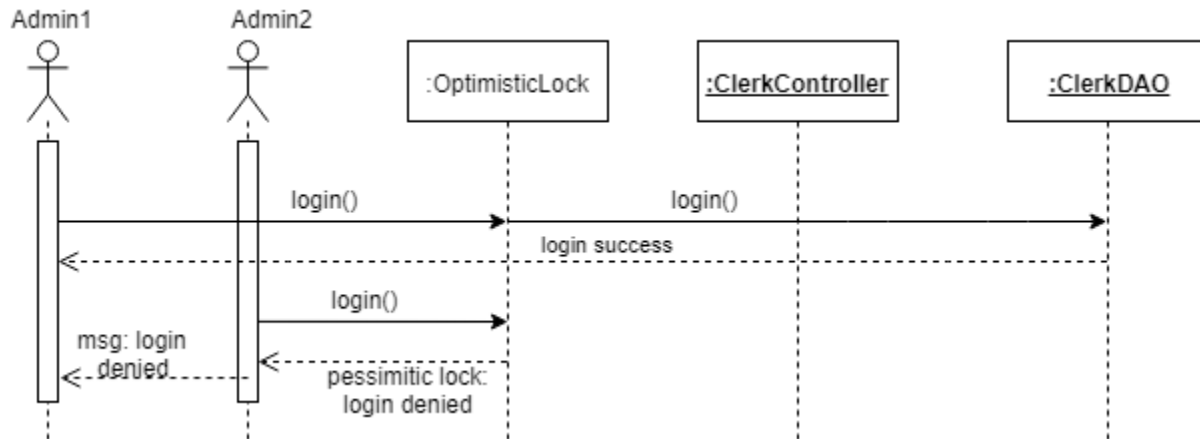 Admin1
Admin2
:OptimisticLock
:ClerkController
:ClerkDAO
login()
login()
login success
login()
msg: login
denied
pessimitic lock:
login denied